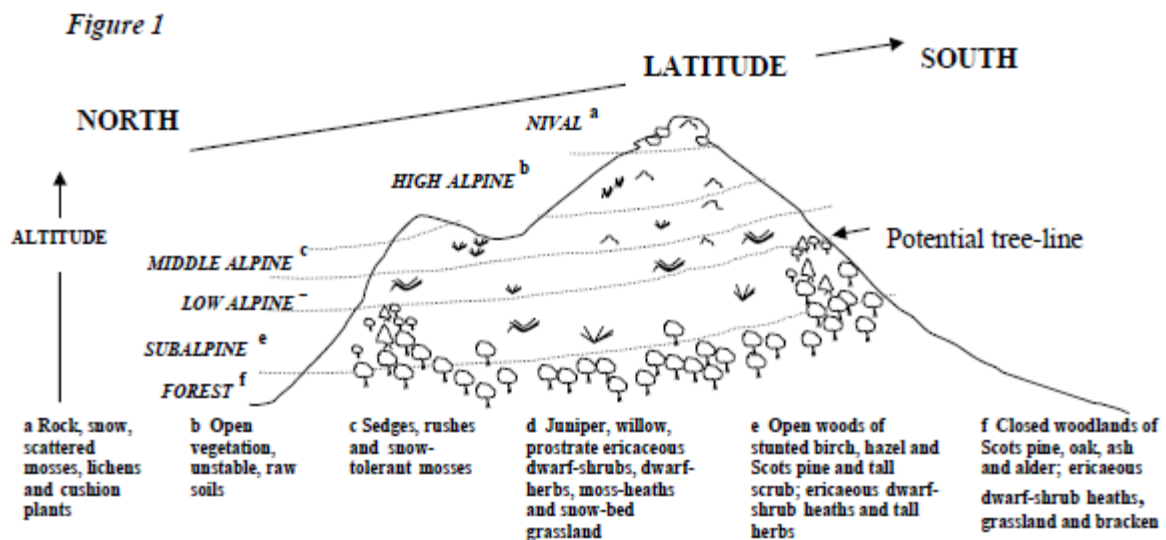 Figure 1
LATITUDE
SOUTH
NORTH
NIVAL a
HIGH ALPINE b
ALTITUDE
Potential tree-line
MIDDLE ALPINE c
LOW ALPINE –
SUBALPINE e
FOREST f
a Rock, snow,
scattered
mosses, lichens
and cushion
plants
b Open
vegetation,
unstable, raw
soils
c Sedges, rushes
and snow-
tolerant mosses
d Juniper, willow,
prostrate ericaceous
dwarf-shrubs, dwarf-
herbs, moss-heaths
and snow-bed
grassland
e Open woods of
stunted birch, hazel and
Scots pine and tall
scrub; ericaeous dwarf-
shrub heaths and tall
herbs
f Closed woodlands of
Scots pine, oak, ash
and alder; ericaeous
dwarf-shrub heaths,
grassland and bracken